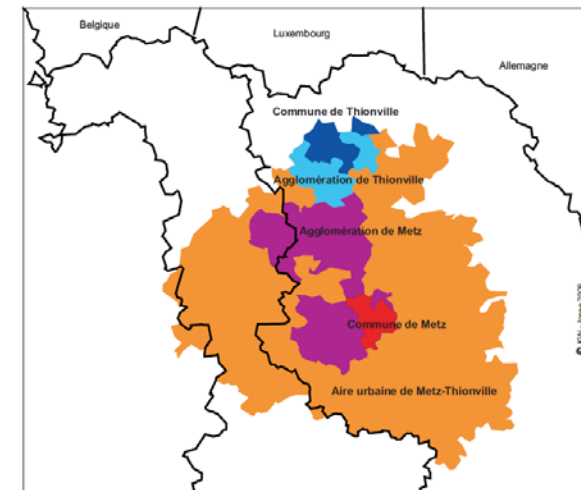 Belgique
Luxembourg
Allemagne
Commune de Thionville
Agglomération de Thionville
Agglomération de Metz
Commune de Metz
Aire urbaine de Metz-Thionville